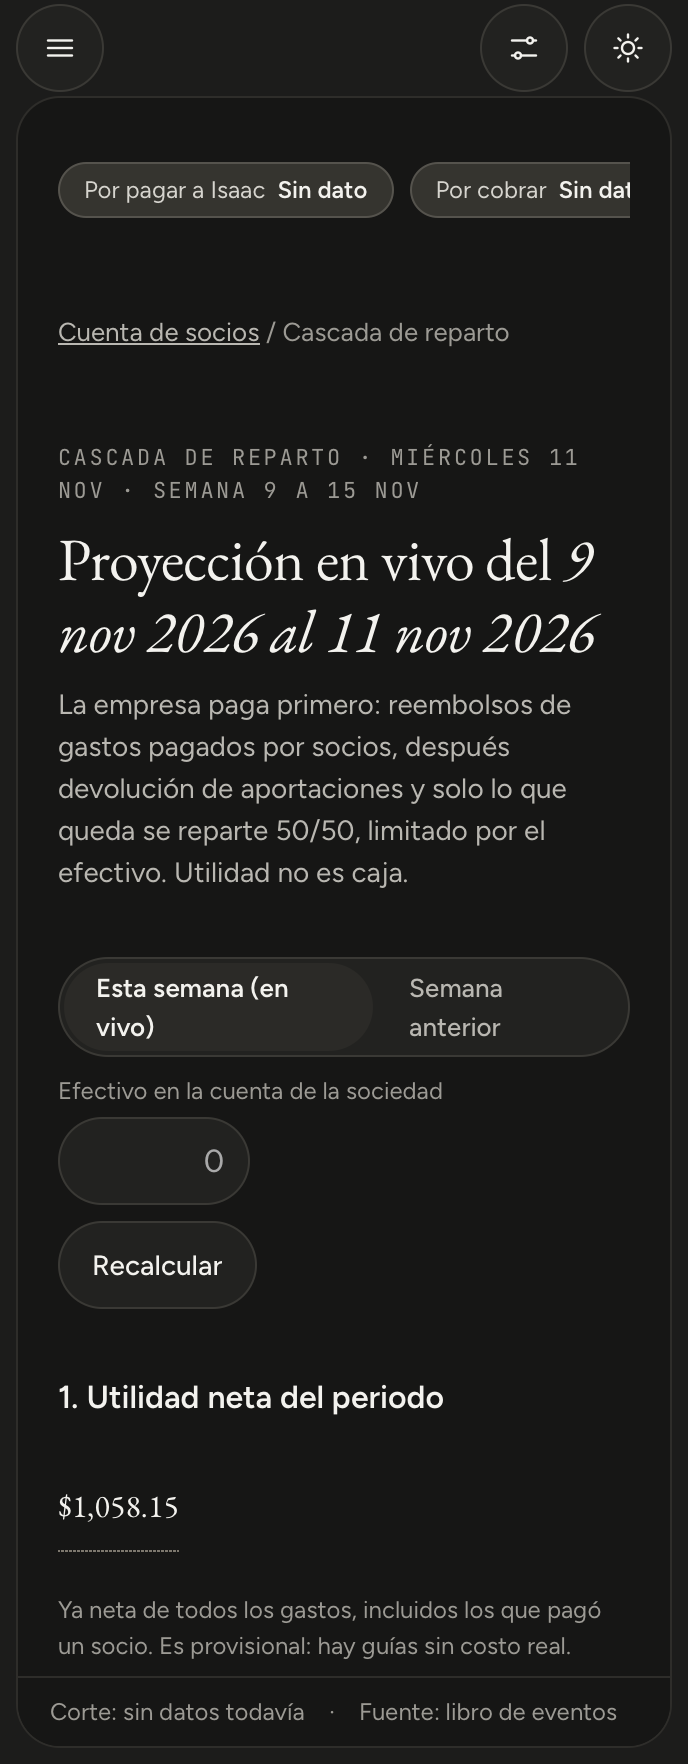 Por pagar a Isaac Sin dato
Por cobrar Sin dat
Cuenta de socios / Cascada de reparto
CASCADA DE REPARTO · MIÉRCOLES 11
NOV · SEMANA 9 A 15 NOV
Proyección en vivo del 9
nov 2026 al 11 nov 2026
La empresa paga primero: reembolsos de
gastos pagados por socios, después
devolución de aportaciones y solo lo que
queda se reparte 50/50, limitado por el
efectivo. Utilidad no es caja.
Esta semana (en
vivo)
Semana
anterior
Efectivo en la cuenta de la sociedad
0
Recalcular
1. Utilidad neta del periodo
$1,058.15
Ya neta de todos los gastos, incluidos los que pagó
un socio. Es provisional: hay guías sin costo real.
Corte: sin datos todavía · Fuente: libro de eventos